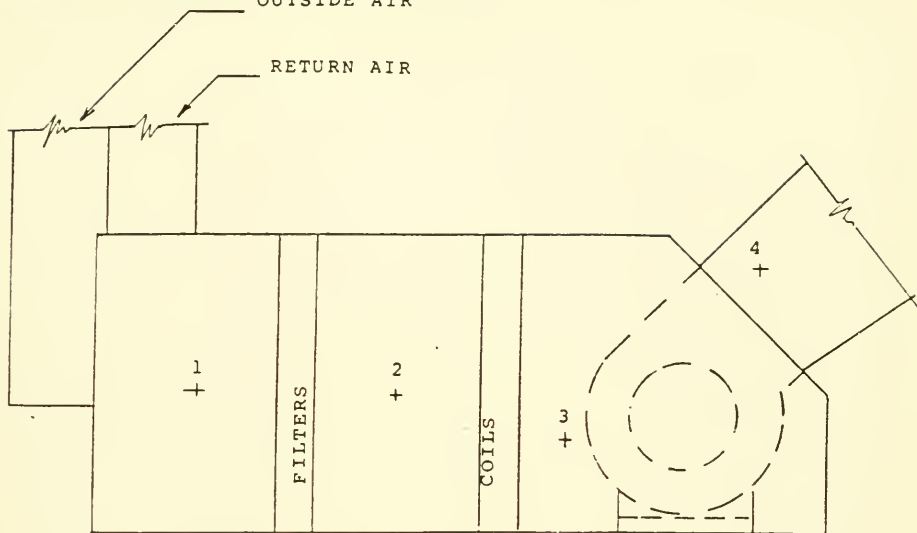 OUTSIDE AIR
RETURN AIR
4
1
2
3
FILTERS
COILS